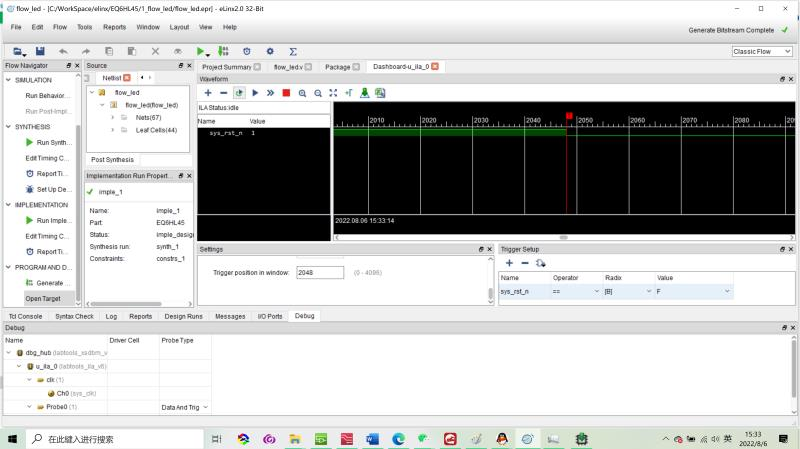 flow_led - [C:/WorkSpace/elinx/EQ6HL45/1_flow_led/flow_led.epr] - eLinx2.0 32-Bit
File Edit Flow Tools Reports Window Layout View Help
Generate Bitstream Complete
Classic Flow
Flow Navigator
SIMULATION
Run Behavior...
Run Post-Impl...
SYNTHESIS
Run Synth...
Edit Timing C...
Report Ti...
Set Up De...
IMPLEMENTATION
Run Imple...
Edit Timing C...
Report Ti...
PROGRAM AND D...
Generate ...
Open Target
Source
Netlist
flow_led
flow_led(flow_led)
Nets(67)
Leaf Cells(44)
Post Synthesis
Implementation Run Propert...
imple_1
Name: imple_1
Part: EQ6HL45
Status: imple_design
Synthesis run: synth_1
Constraints: constrs_1
Project Summary flow_led.v Package Dashboard-u_ila_0
Waveform
ILA Status:idle
Name Value
sys_rst_n 1
2010 2020 2030 2040 2050 2060 2070 2080
2022.08.06 15:33:14
Settings
Trigger position in window: 2048 (0 - 4096)
Trigger Setup
Name Operator Radix Value
sys_rst_n == [B] F
Tcl Console Syntax Check Log Reports Design Runs Messages I/O Ports Debug
Debug
Name Driver Cell Probe Type
dbg_hub (labtools_xsdbm_v
u_ila_0 (labtools_ila_v6)
clk (1)
Ch0 (sys_clk)
Probe0 (1) Data And Trig
在此键入进行搜索
英
15:33
2022/8/6